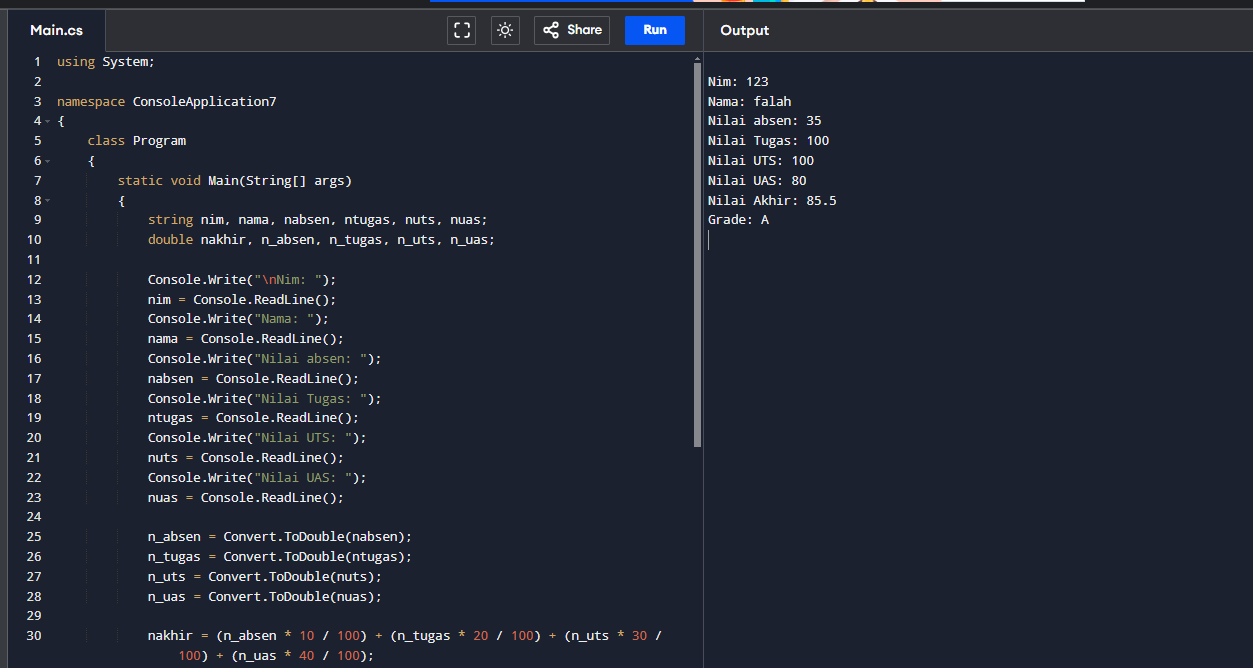 Main.cs
Share
Run
Output
1 using System;
2
3 namespace ConsoleApplication7
4 {
5 class Program
6 {
7 static void Main(String[] args)
8 {
9 string nim, nama, nabsen, ntugas, nuts, nuas;
10 double nakhir, n_absen, n_tugas, n_uts, n_uas;
11
12 Console.Write("\nNim: ");
13 nim = Console.ReadLine();
14 Console.Write("Nama: ");
15 nama = Console.ReadLine();
16 Console.Write("Nilai absen: ");
17 nabsen = Console.ReadLine();
18 Console.Write("Nilai Tugas: ");
19 ntugas = Console.ReadLine();
20 Console.Write("Nilai UTS: ");
21 nuts = Console.ReadLine();
22 Console.Write("Nilai UAS: ");
23 nuas = Console.ReadLine();
24
25 n_absen = Convert.ToDouble(nabsen);
26 n_tugas = Convert.ToDouble(ntugas);
27 n_uts = Convert.ToDouble(nuts);
28 n_uas = Convert.ToDouble(nuas);
29
30 nakhir = (n_absen * 10 / 100) + (n_tugas * 20 / 100) + (n_uts * 30 /
100) + (n_uas * 40 / 100);
Nim: 123
Nama: falah
Nilai absen: 35
Nilai Tugas: 100
Nilai UTS: 100
Nilai UAS: 80
Nilai Akhir: 85.5
Grade: A